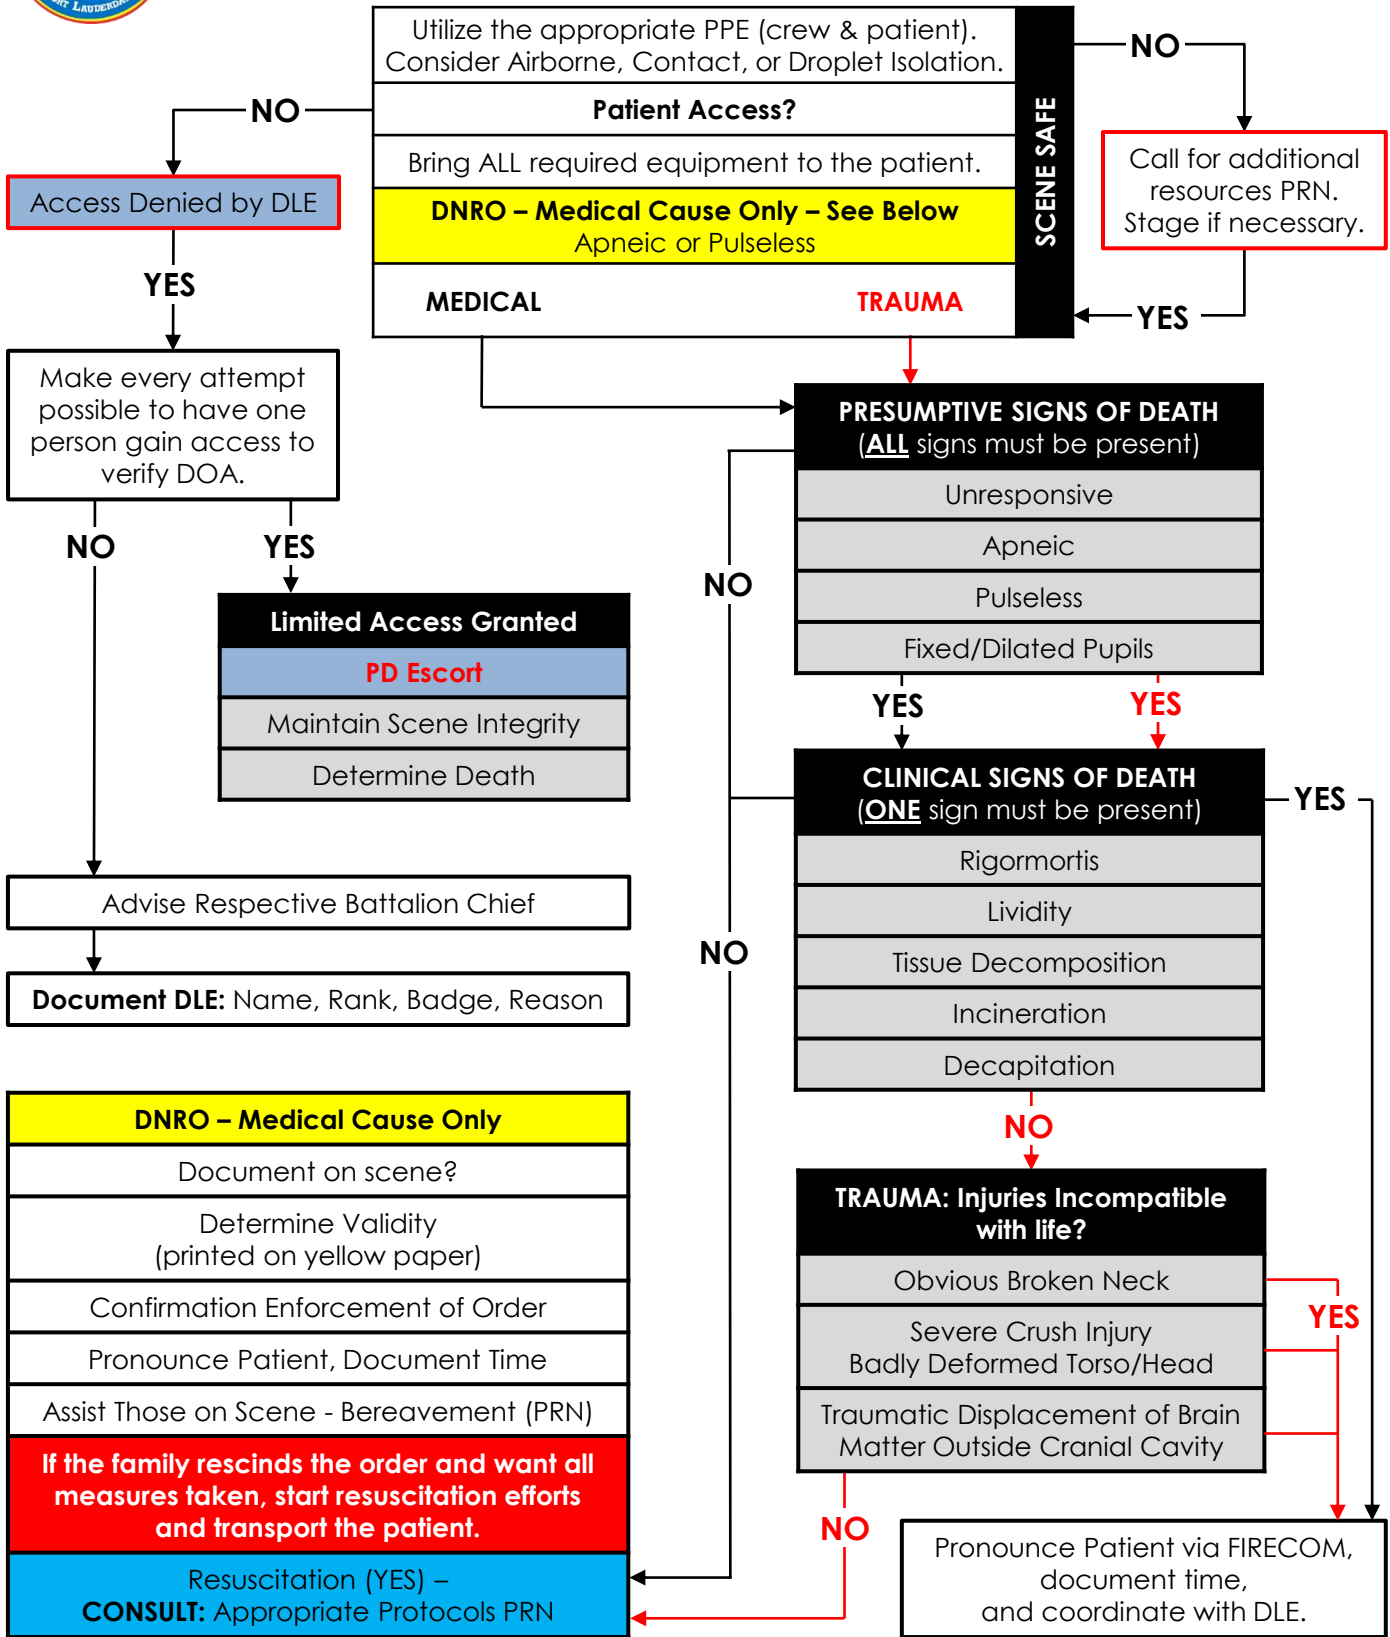 RT LAUDERDA
Utilize the appropriate PPE (crew & patient).
Consider Airborne, Contact, or Droplet Isolation.
Patient Access?
Bring ALL required equipment to the patient.
DNRO – Medical Cause Only – See Below
Apneic or Pulseless
MEDICAL
TRAUMA
SCENE SAFE
NO
Call for additional
resources PRN.
Stage if necessary.
YES
NO
Access Denied by DLE
YES
Make every attempt
possible to have one
person gain access to
verify DOA.
NO
YES
Limited Access Granted
PD Escort
Maintain Scene Integrity
Determine Death
Advise Respective Battalion Chief
Document DLE: Name, Rank, Badge, Reason
PRESUMPTIVE SIGNS OF DEATH
(ALL signs must be present)
Unresponsive
Apneic
Pulseless
Fixed/Dilated Pupils
NO
YES
YES
CLINICAL SIGNS OF DEATH
(ONE sign must be present)
Rigormortis
Lividity
Tissue Decomposition
Incineration
Decapitation
YES
NO
NO
TRAUMA: Injuries Incompatible
with life?
Obvious Broken Neck
Severe Crush Injury
Badly Deformed Torso/Head
Traumatic Displacement of Brain
Matter Outside Cranial Cavity
YES
NO
Pronounce Patient via FIRECOM,
document time,
and coordinate with DLE.
DNRO – Medical Cause Only
Document on scene?
Determine Validity
(printed on yellow paper)
Confirmation Enforcement of Order
Pronounce Patient, Document Time
Assist Those on Scene - Bereavement (PRN)
If the family rescinds the order and want all
measures taken, start resuscitation efforts
and transport the patient.
Resuscitation (YES) –
CONSULT: Appropriate Protocols PRN